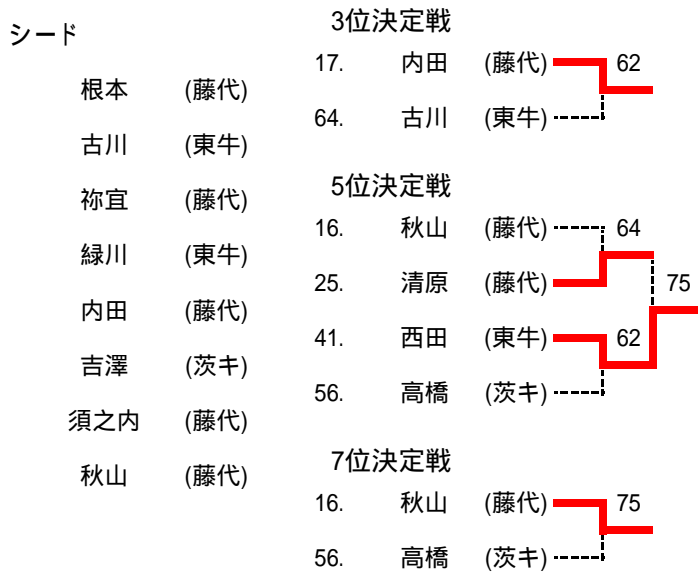 シード
根本 (藤代)
古川 (東牛)
祢宜 (藤代)
緑川 (東牛)
内田 (藤代)
吉澤 (茨キ)
須之内 (藤代)
秋山 (藤代)
3位決定戦
17. 内田 (藤代) 62
64. 古川 (東牛)
5位決定戦
16. 秋山 (藤代) 64
25. 清原 (藤代) 75
41. 西田 (東牛) 62
56. 高橋 (茨キ)
7位決定戦
16. 秋山 (藤代) 75
56. 高橋 (茨キ)